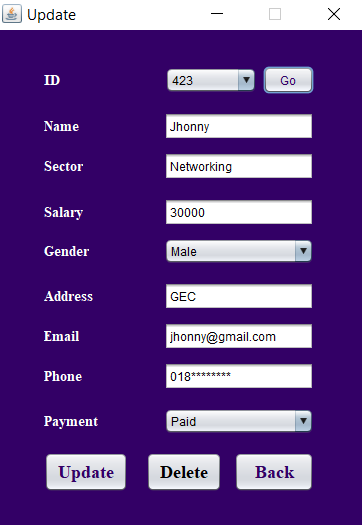 Update
ID 423 Go
Name Jhonny
Sector Networking
Salary 30000
Gender Male
Address GEC
Email jhonny@gmail.com
Phone 018********
Payment Paid
Update Delete Back